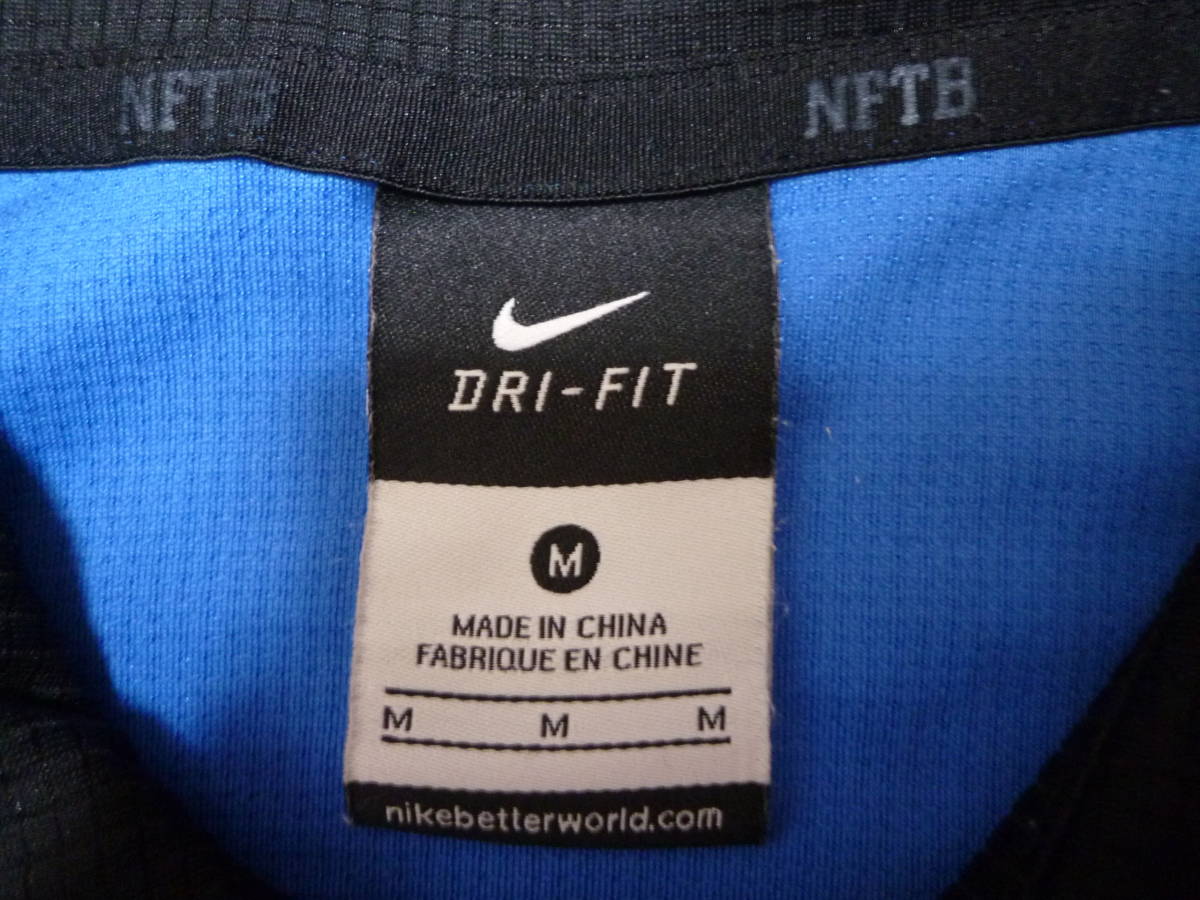 NFTB NFTB
DRI-FIT
M
MADE IN CHINA
FABRIQUE EN CHINE
M M M
nikebetterworld.com